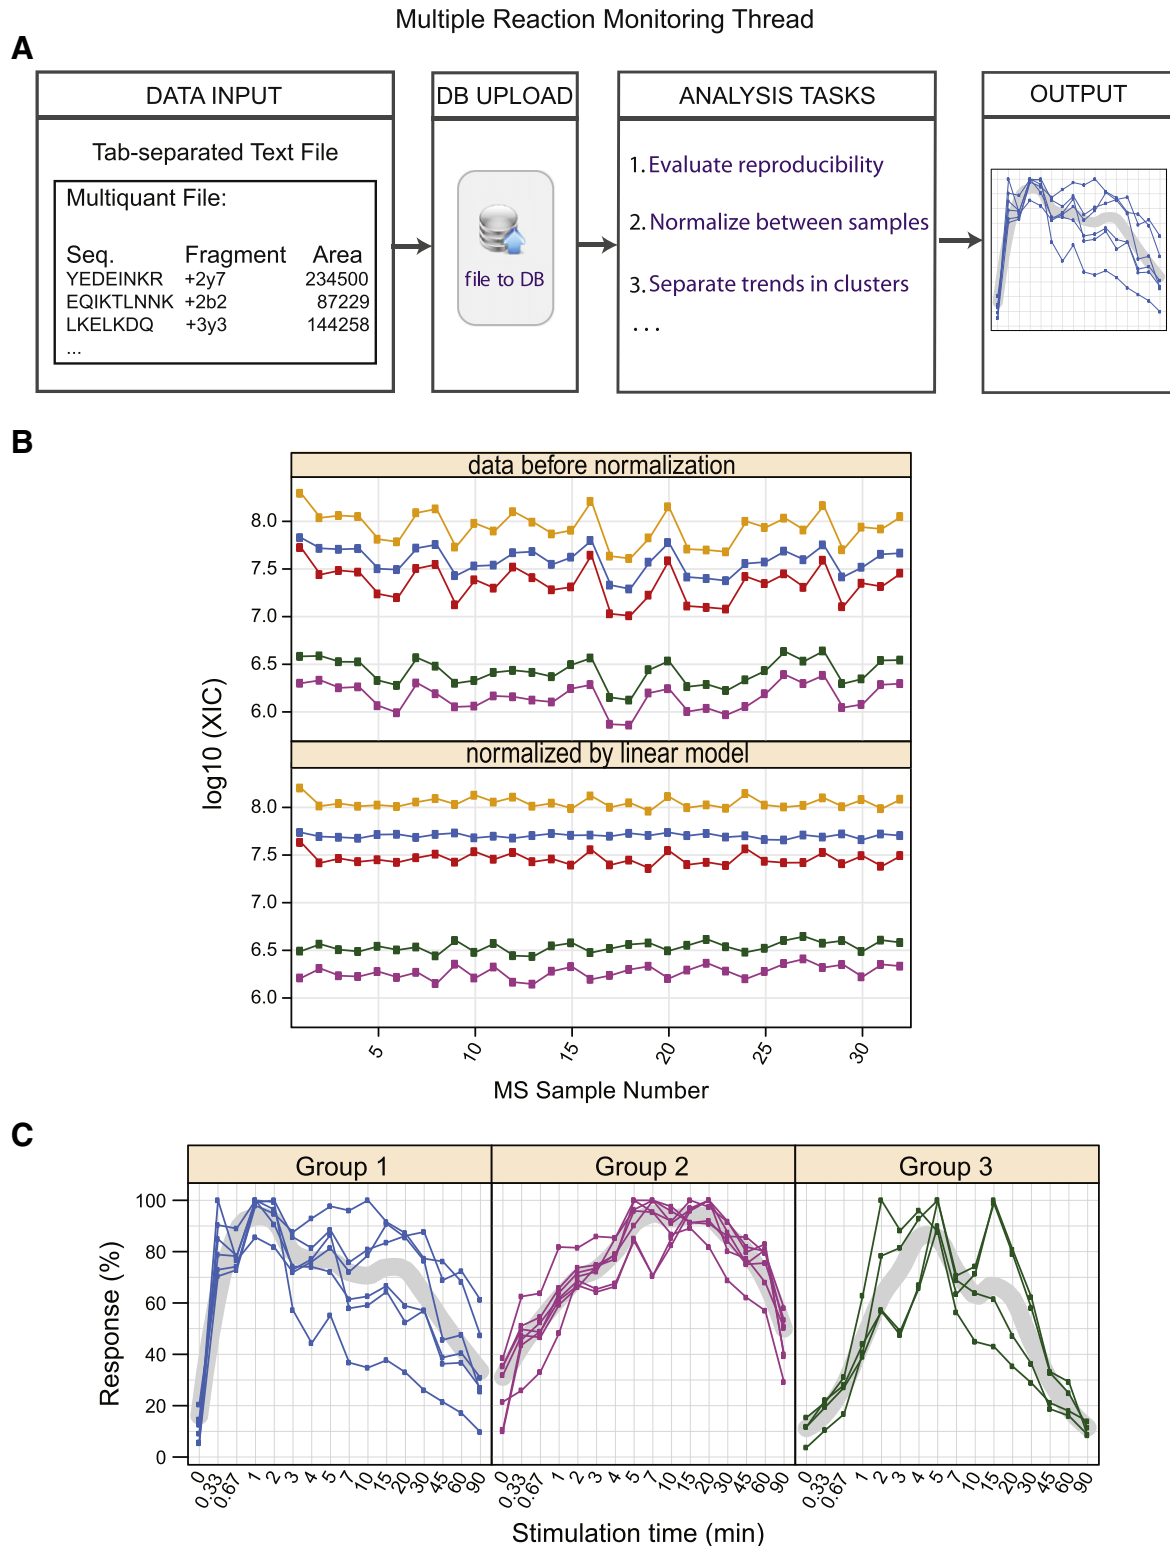 Multiple Reaction Monitoring Thread
A
DATA INPUT
Tab-separated Text File
Multiquant File:
Seq. Fragment Area
YEDEINKR +2y7 234500
EQIKTLNNK +2b2 87229
LKELKDQ +3y3 144258
...
DB UPLOAD
file to DB
ANALYSIS TASKS
1. Evaluate reproducibility
2. Normalize between samples
3. Separate trends in clusters
...
OUTPUT
B
data before normalization
8.0
7.5
7.0
6.5
6.0
normalized by linear model
8.0
7.5
7.0
6.5
6.0
log10 (XIC)
5 10 15 20 25 30
MS Sample Number
C
Group 1 Group 2 Group 3
100
80
60
40
20
0
Response (%)
0 0.33 0.67 1 2 3 4 5 7 10 15 20 30 45 60 90
0 0.33 0.67 1 2 3 4 5 7 10 15 20 30 45 60 90
0 0.33 0.67 1 2 3 4 5 7 10 15 20 30 45 60 90
Stimulation time (min)